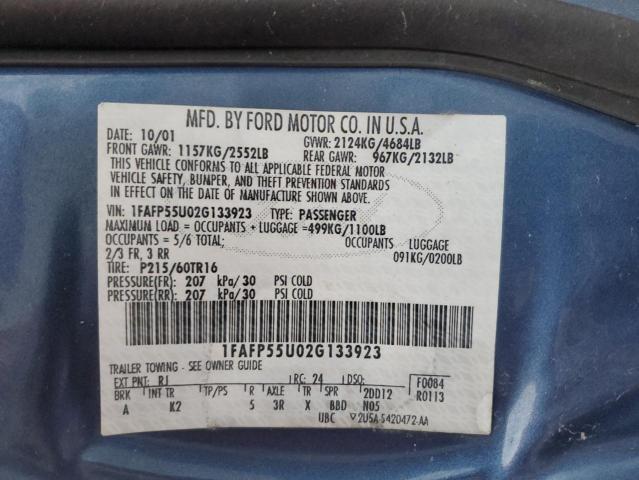 MFD. BY FORD MOTOR CO. IN U.S.A.
DATE: 10/01 GVWR: 2124KG/4684LB
FRONT GAWR: 1157KG/2552LB REAR GAWR: 967KG/2132LB
THIS VEHICLE CONFORMS TO ALL APPLICABLE FEDERAL MOTOR
VEHICLE SAFETY, BUMPER, AND THEFT PREVENTION STANDARDS
IN EFFECT ON THE DATE OF MANUFACTURE SHOWN ABOVE.
VIN: 1FAFP55U02G133923 TYPE: PASSENGER
MAXIMUM LOAD = OCCUPANTS + LUGGAGE =499KG/1100LB
OCCUPANTS = 5/6 TOTAL; OCCUPANTS LUGGAGE
2/3 FR, 3 RR 091KG/0200LB
TIRE: P215/60TR16
PRESSURE(FR): 207 kPa/30 PSI COLD
PRESSURE(RR): 207 kPa/30 PSI COLD
1FAFP55U02G133923
TRAILER TOWING - SEE OWNER GUIDE
EXT PNT: RJ RC: 24 DSO: F0084
BRK INT TR TP/PS R AXLE TR SPR 2DD12 R0113
A K2 5 3R X BBD N05
UBC 2U5A-5420472-AA